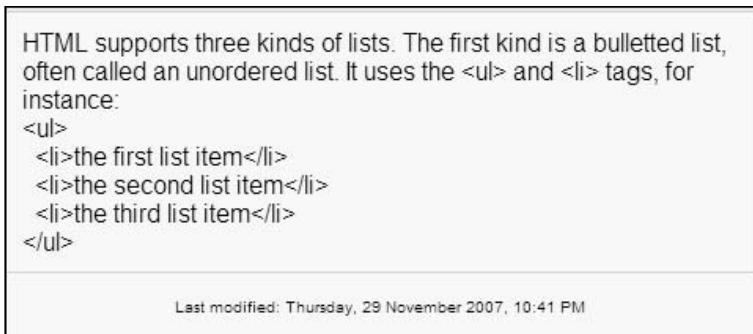 HTML supports three kinds of lists. The first kind is a bulletted list,
often called an unordered list. It uses the <ul> and <li> tags, for
instance:
<ul>
  <li>the first list item</li>
  <li>the second list item</li>
  <li>the third list item</li>
</ul>
Last modified: Thursday, 29 November 2007, 10:41 PM